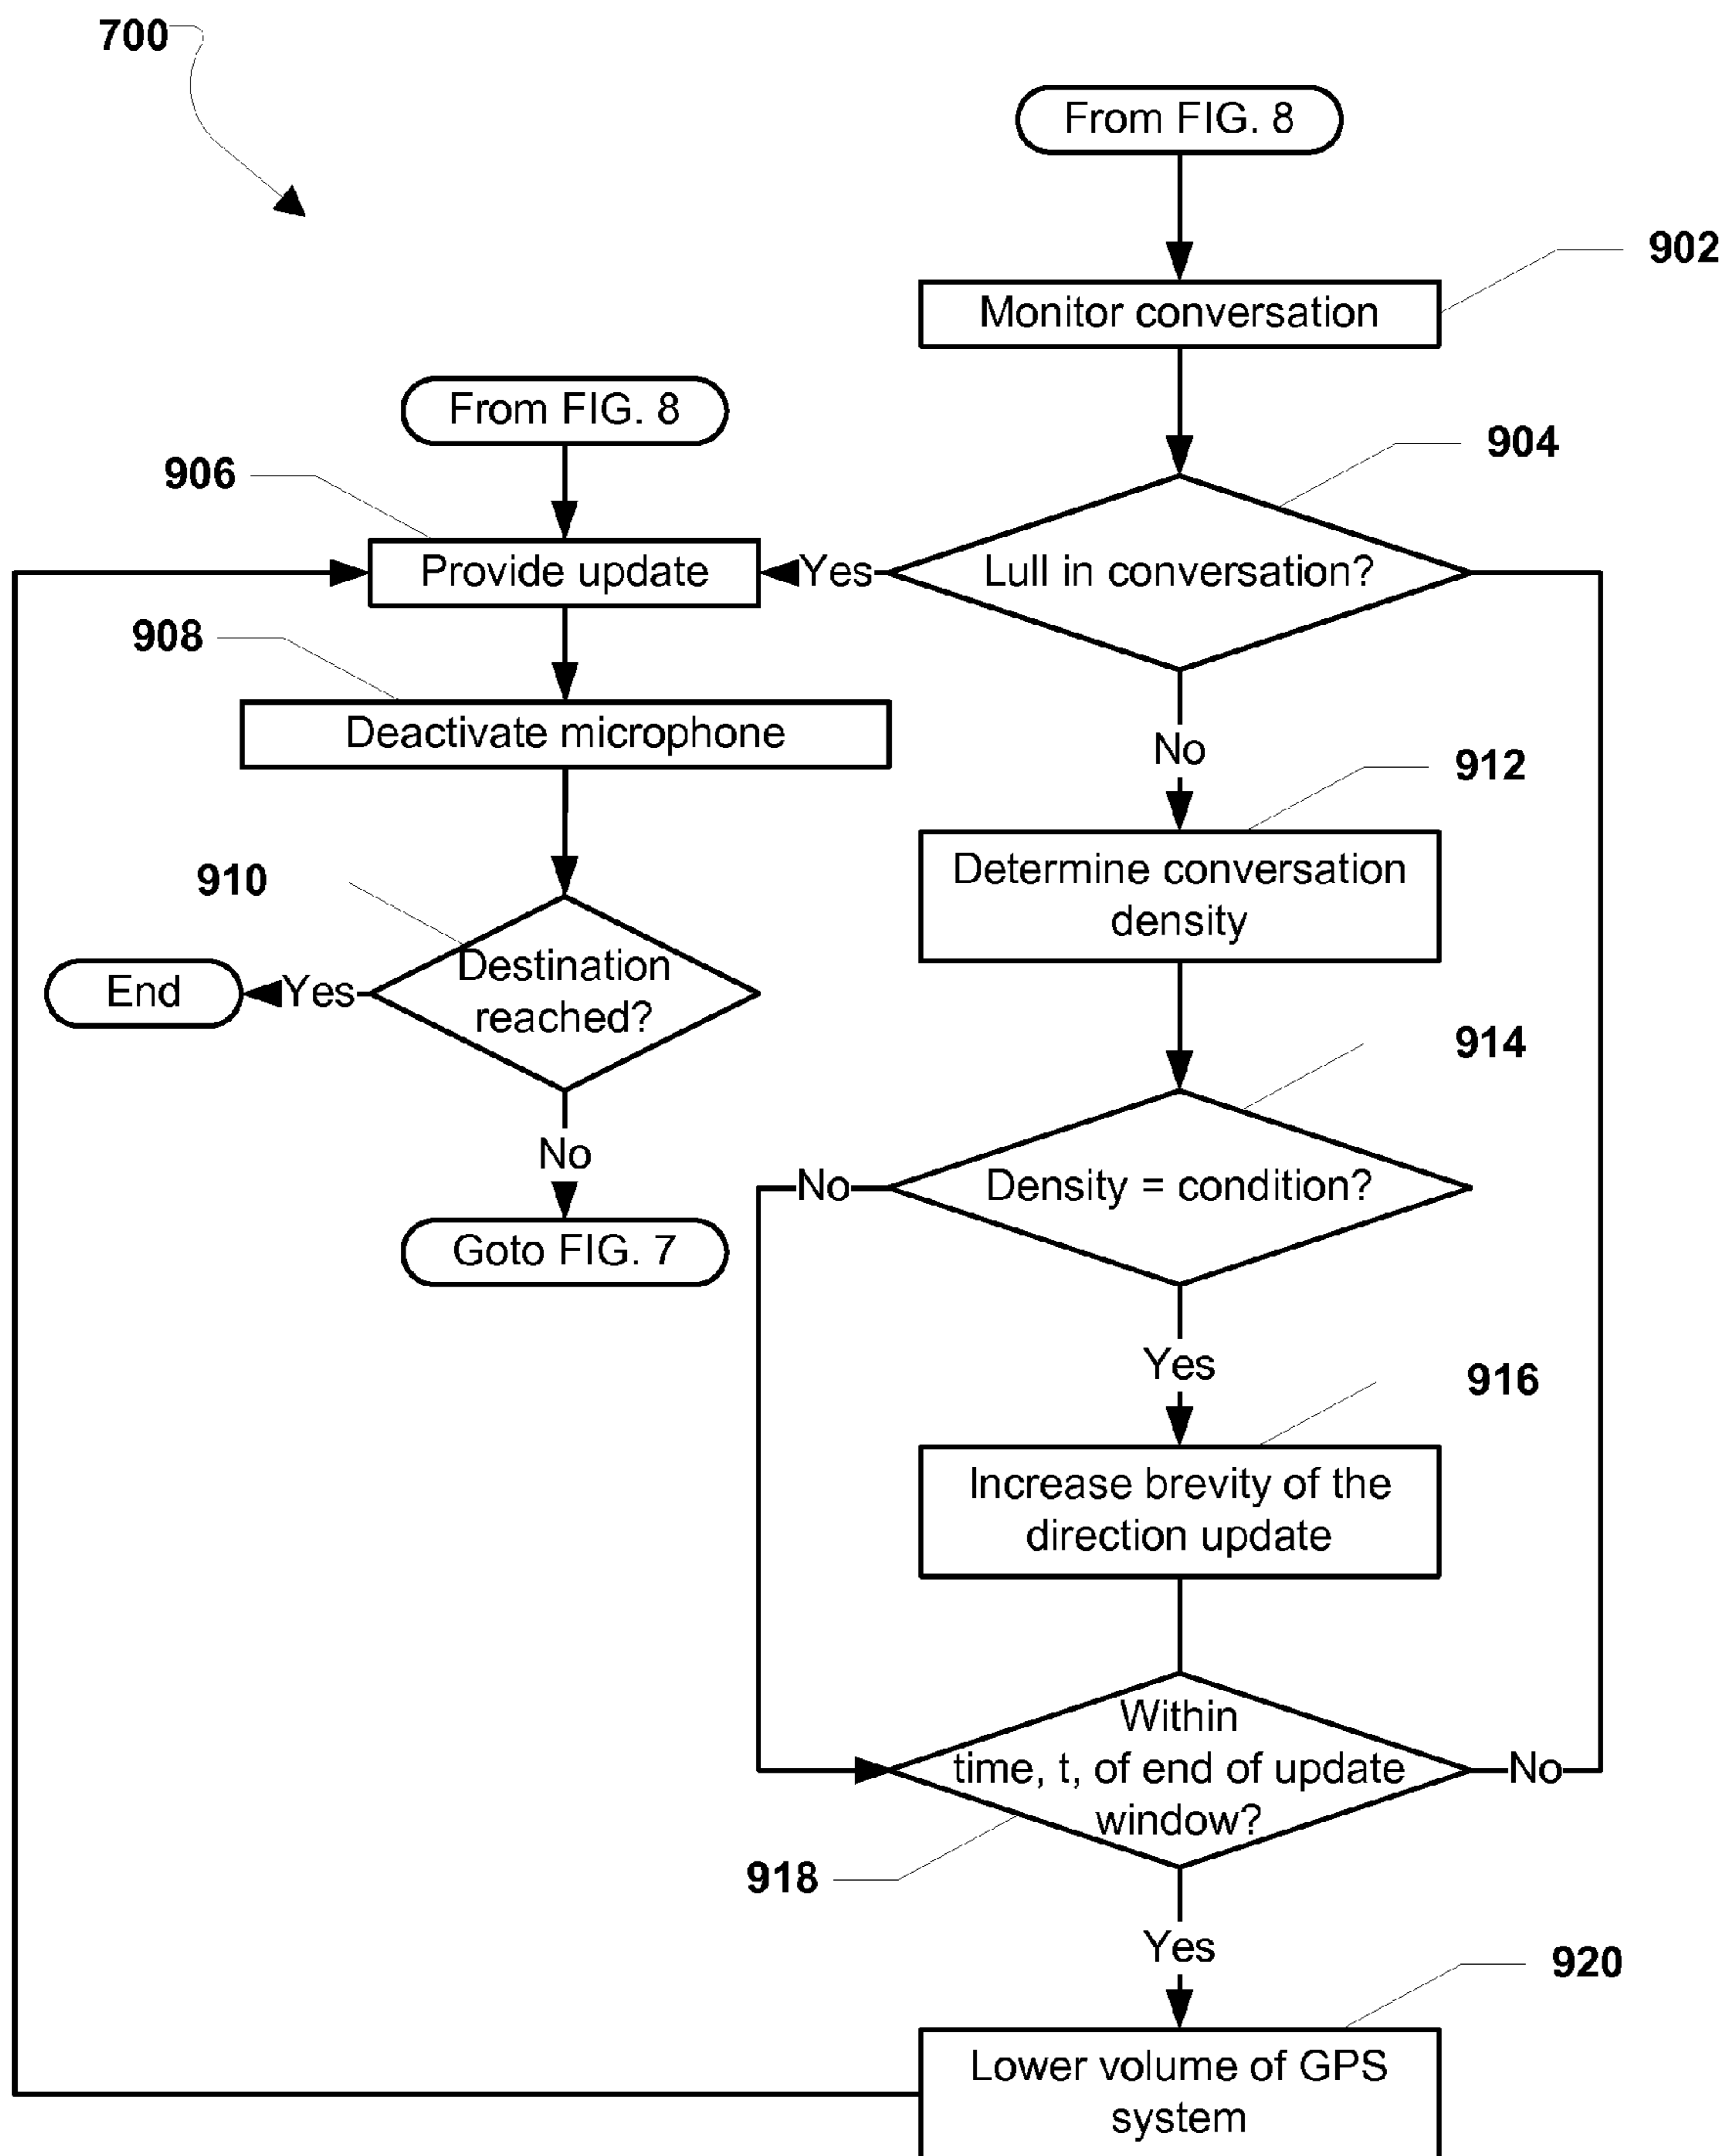 700
From FIG. 8
902
Monitor conversation
From FIG. 8
904
906
Provide update
Yes
Lull in conversation?
908
Deactivate microphone
No
912
Determine conversation
density
910
Destination
reached?
Yes
End
914
No
Density = condition?
No
Goto FIG. 7
Yes
916
Increase brevity of the
direction update
Within
time, t, of end of update
window?
No
918
Yes
920
Lower volume of GPS
system